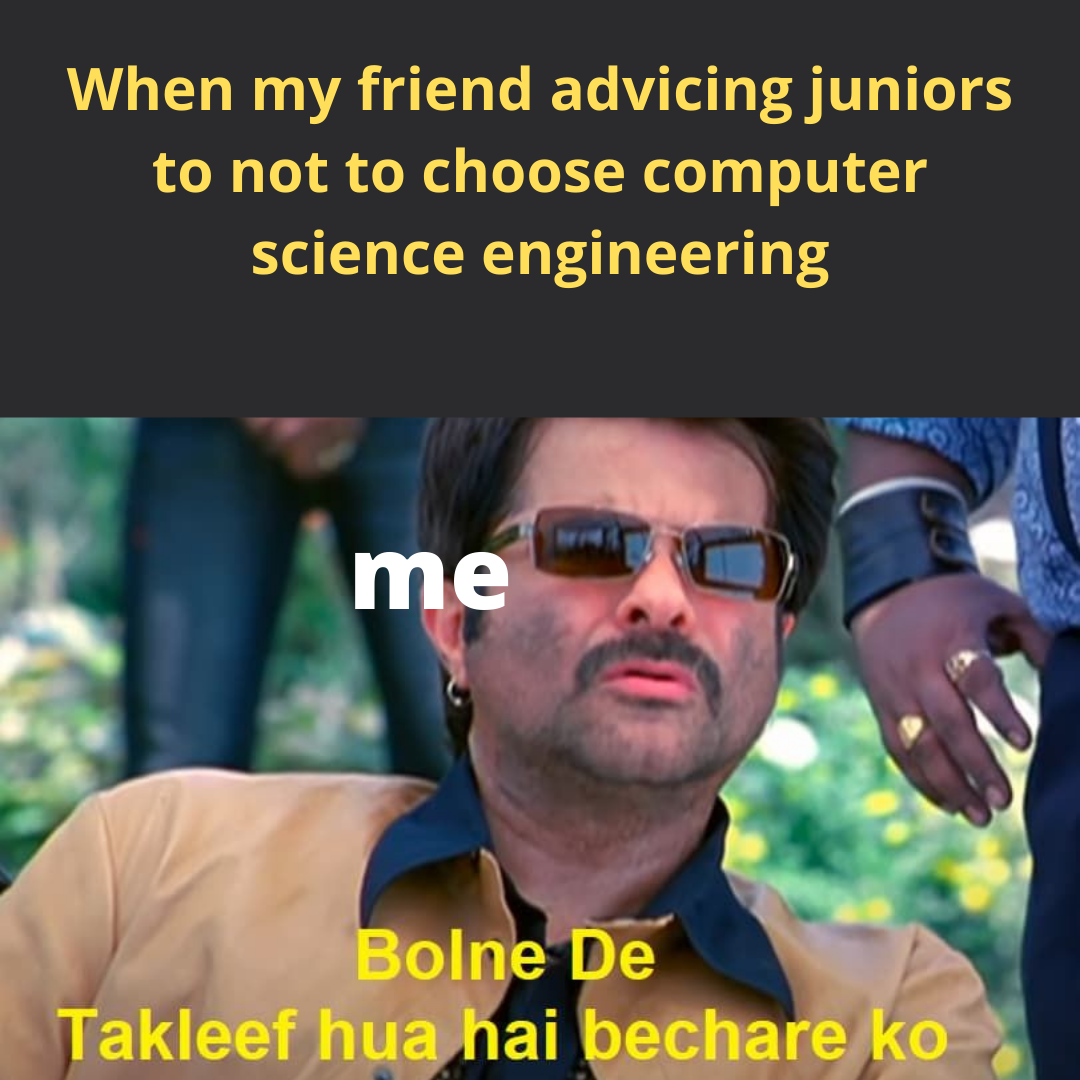 When my friend advicing juniors
to not to choose computer
science engineering
me
Bolne De
Takleef hua hai bechare ko